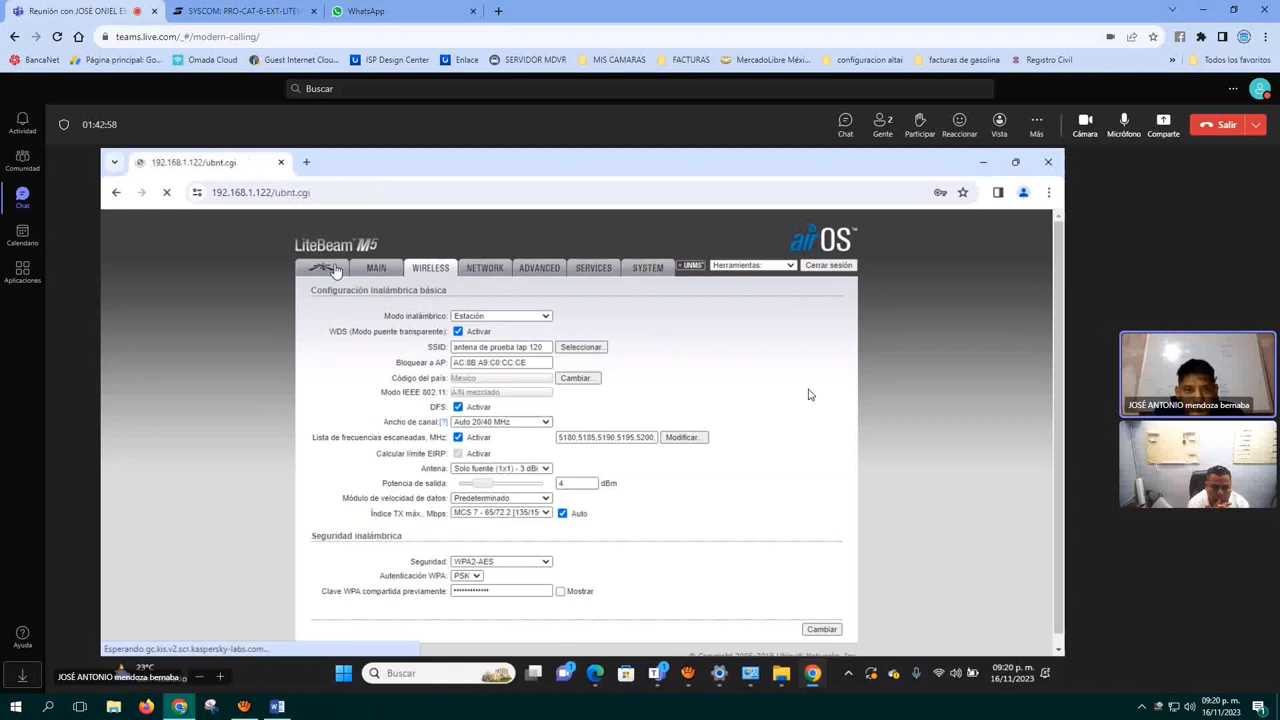 Reunión con JOSE ONIEL ES
SYSCOM: PRO-CAT-6-EXT-LITE
WhatsApp
teams.live.com/_#/modern-calling/
BancaNet
Página principal: Go...
Omada Cloud
Guest Internet Clou...
ISP Design Center
Enlace
SERVIDOR MDVR
MIS CAMARAS
FACTURAS
MercadoLibre Méxi...
configuracion altai
facturas de gasolina
Registro Civil
Todos los favoritos
Buscar
01:42:58
2
Chat
Gente
Participar
Reaccionar
Vista
Más
Cámara
Micrófono
Comparte
Salir
Actividad
Comunidad
Chat
Calendario
Aplicaciones
Ayuda
192.168.1.122/ubnt.cgi
192.168.1.122/ubnt.cgi
LiteBeam M5
airOS™
MAIN
WIRELESS
NETWORK
ADVANCED
SERVICES
SYSTEM
UNMS
Herramientas:
Cerrar sesión
Configuración inalámbrica básica
Modo inalámbrico: Estación
WDS (Modo puente transparente): Activar
SSID: antena de prueba lap 120 Seleccionar...
Bloquear a AP: AC:8B:A9:C0:CC:CE
Código del país: Mexico Cambiar...
Modo IEEE 802.11: A/N mezclado
DFS: Activar
Ancho de canal:[?] Auto 20/40 MHz
Lista de frecuencias escaneadas, MHz: Activar 5180,5185,5190,5195,5200, Modificar...
Calcular límite EIRP: Activar
Antena: Solo fuente (1x1) - 3 dBi
Potencia de salida: 4 dBm
Módulo de velocidad de datos: Predeterminado
Índice TX máx., Mbps: MCS 7 - 65/72.2 [135/15 Auto
Seguridad inalámbrica
Seguridad: WPA2-AES
Autenticación WPA: PSK
Clave WPA compartida previamente: ••••••••••••• Mostrar
Cambiar
Esperando gc.kis.v2.scr.kaspersky-labs.com...
JOSÉ ANTONIO mendoza bernaba
23°C
JOSÉ ANTONIO mendoza bernaba
Buscar
09:20 p. m.
16/11/2023
09:20 p. m.
16/11/2023